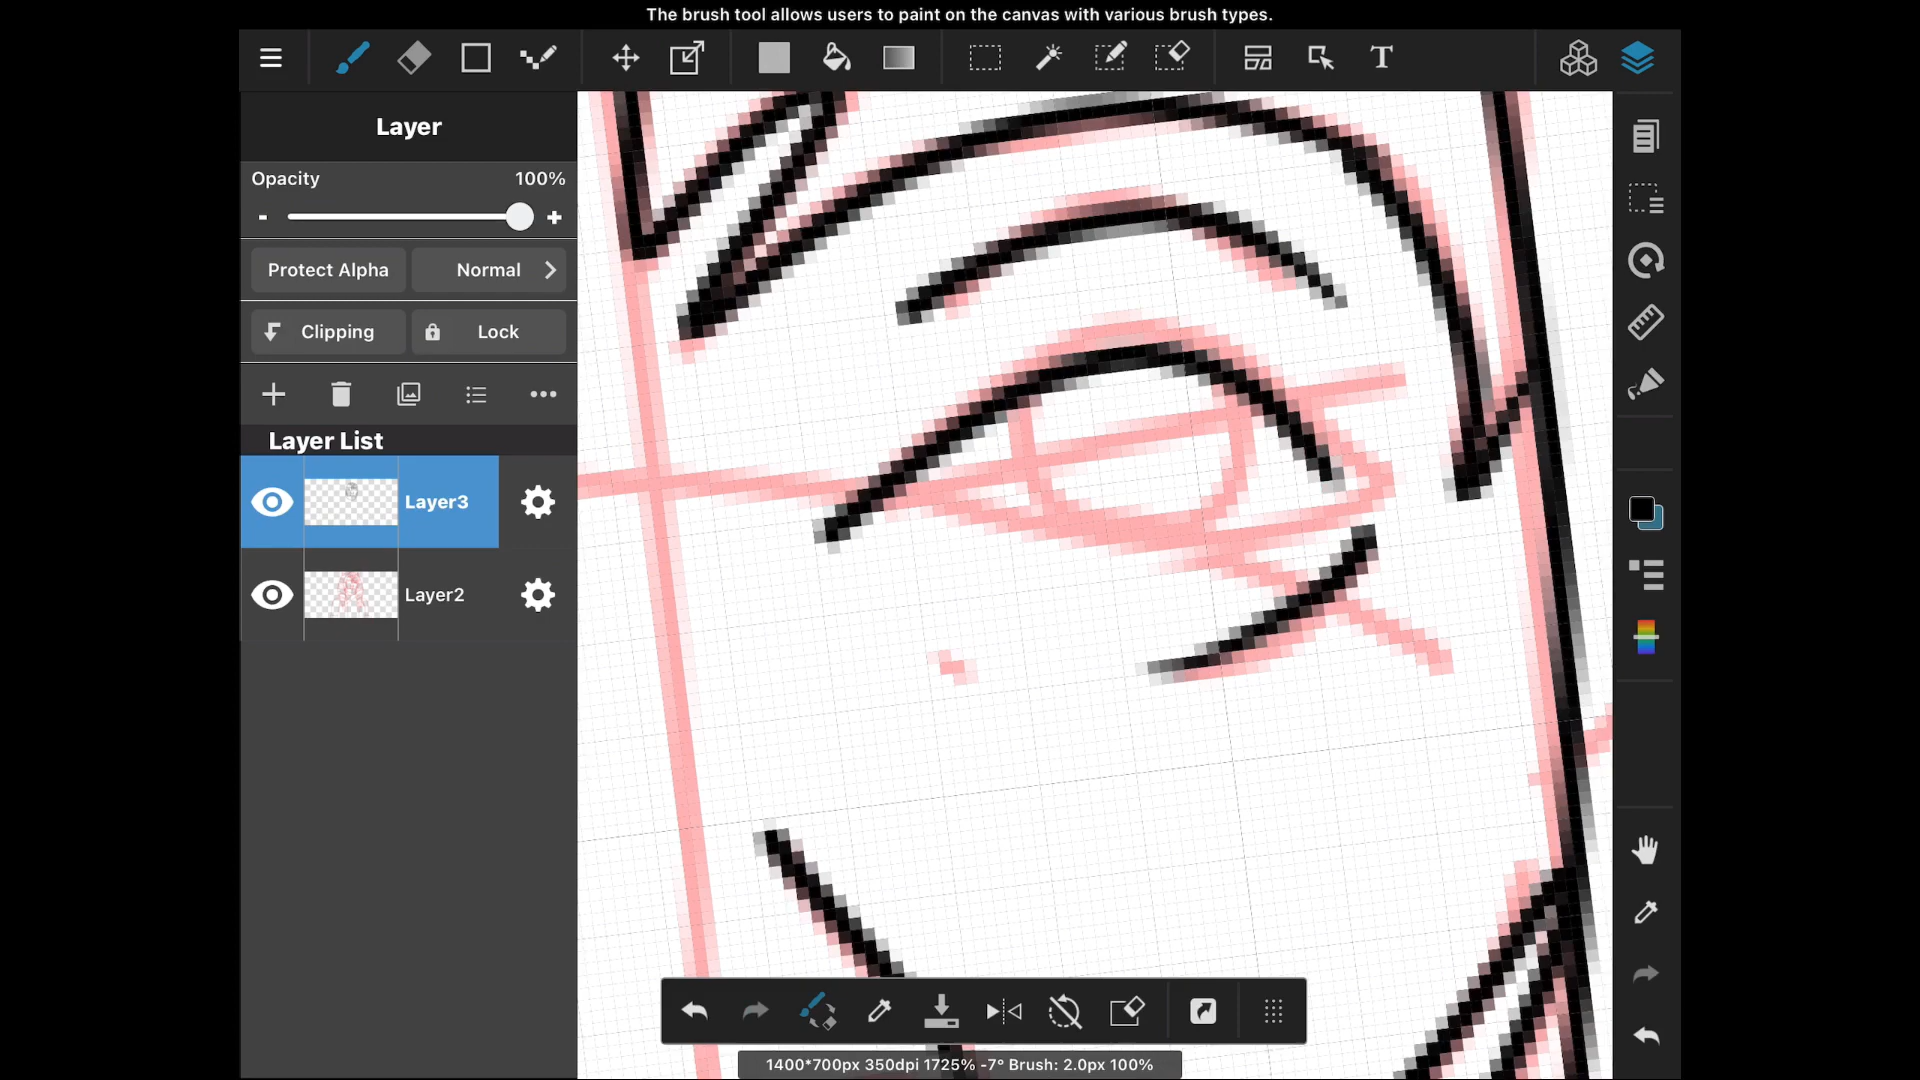 The brush tool allows users to paint on the canvas with various brush types.
T
Layer
Opacity 100%
- +
Protect Alpha Normal
Clipping Lock
Layer List
Layer3
Layer2
1400*700px 350dpi 1725% -7° Brush: 2.0px 100%